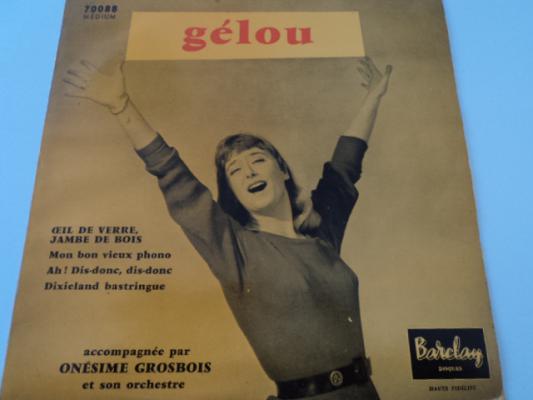 70088
MEDIUM
gélou
ŒIL DE VERRE,
JAMBE DE BOIS
Mon bon vieux phono
Ah ! Dis-donc, dis-donc
Dixieland bastringue
accompagnée par
ONÉSIME GROSBOIS
et son orchestre
Barclay
DISQUES
HAUTE FIDÉLITÉ